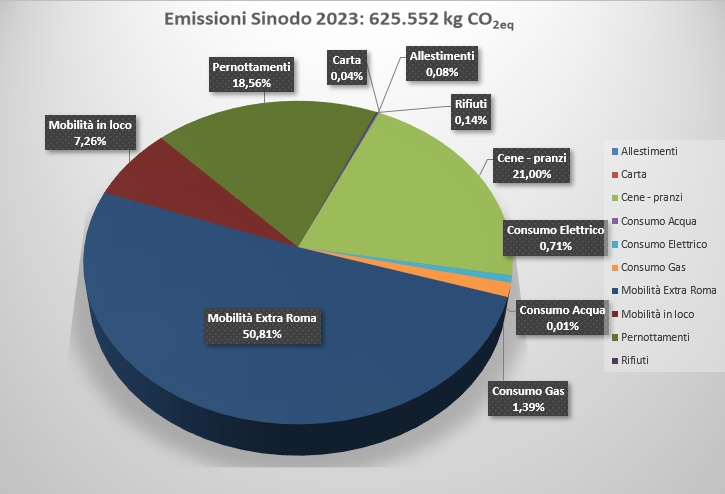 Emissioni Sinodo 2023: 625.552 kg CO2eq
Carta
0,04%
Allestimenti
0,08%
Pernottamenti
18,56%
Rifiuti
0,14%
Mobilità in loco
7,26%
Cene - pranzi
21,00%
Consumo Elettrico
0,71%
Mobilità Extra Roma
50,81%
Consumo Acqua
0,01%
Consumo Gas
1,39%
Allestimenti
Carta
Cene - pranzi
Consumo Acqua
Consumo Elettrico
Consumo Gas
Mobilità Extra Roma
Mobilità in loco
Pernottamenti
Rifiuti